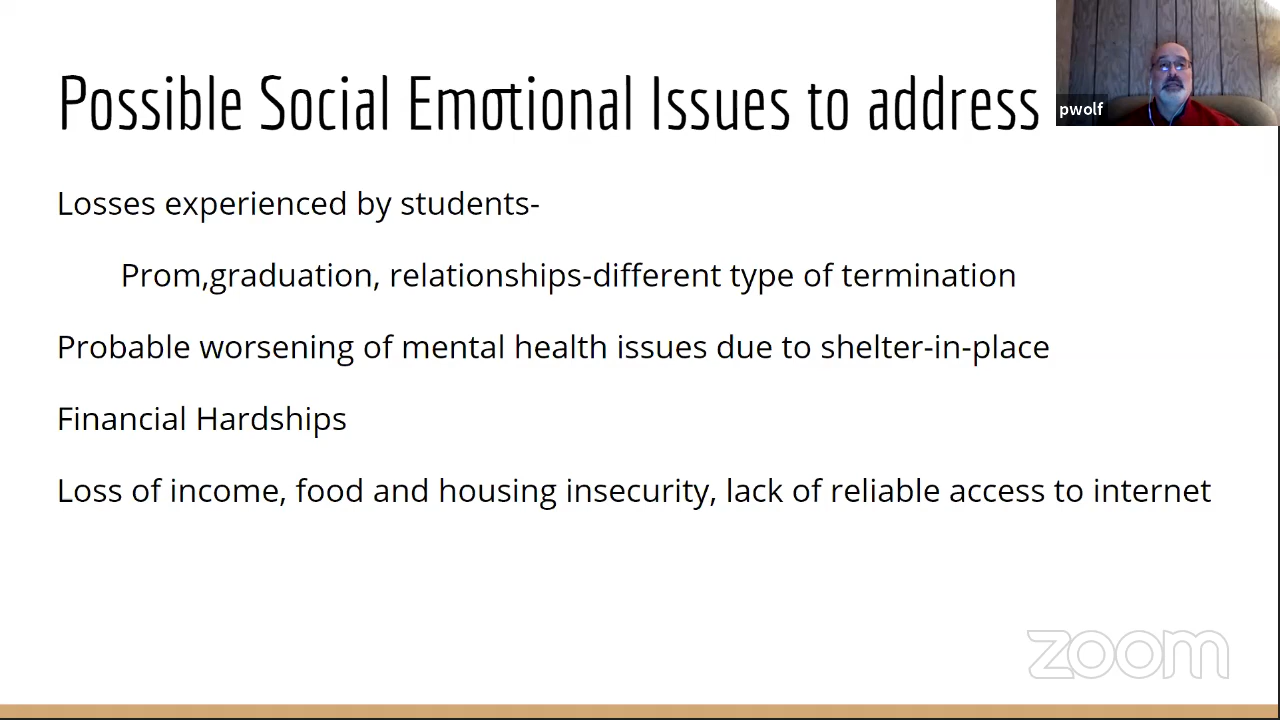 Possible Social Emotional Issues to address
pwolf
Losses experienced by students-
Prom,graduation, relationships-different type of termination
Probable worsening of mental health issues due to shelter-in-place
Financial Hardships
Loss of income, food and housing insecurity, lack of reliable access to internet
zoom